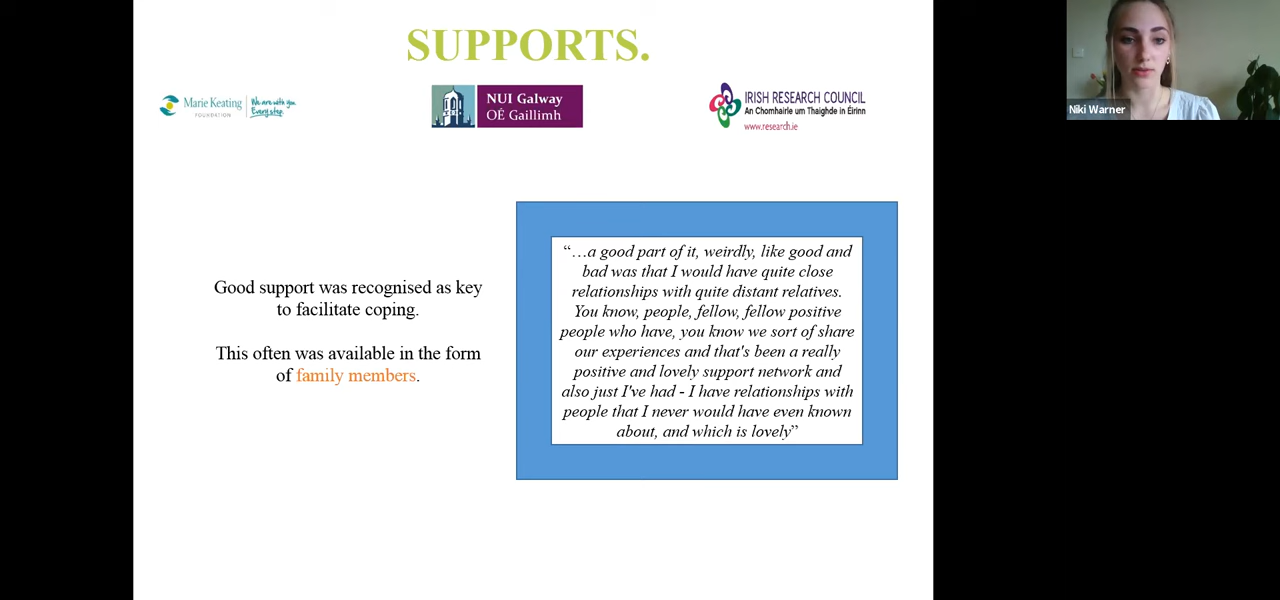 SUPPORTS.
Marie Keating
FOUNDATION
We are with you
Every step.
NUI Galway
OÉ Gaillimh
IRISH RESEARCH COUNCIL
An Chomhairle um Thaighde in Éirinn
www.research.ie
Niki Warner
Good support was recognised as key
to facilitate coping.
This often was available in the form
of family members.
“…a good part of it, weirdly, like good and
bad was that I would have quite close
relationships with quite distant relatives.
You know, people, fellow, fellow positive
people who have, you know we sort of share
our experiences and that's been a really
positive and lovely support network and
also just I've had - I have relationships with
people that I never would have even known
about, and which is lovely”